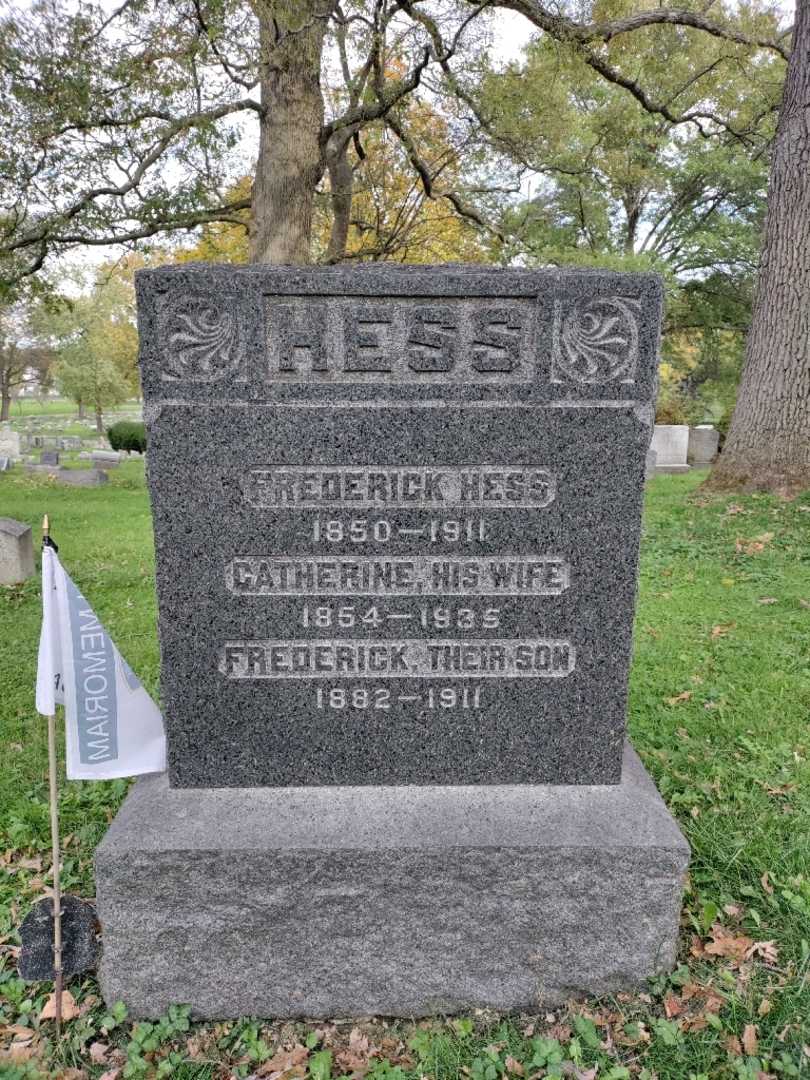 HESS
FREDERICK HESS
1850–1911
CATHERINE, HIS WIFE
1854–1935
FREDERICK, THEIR SON
1882–1911
MEMORIAM